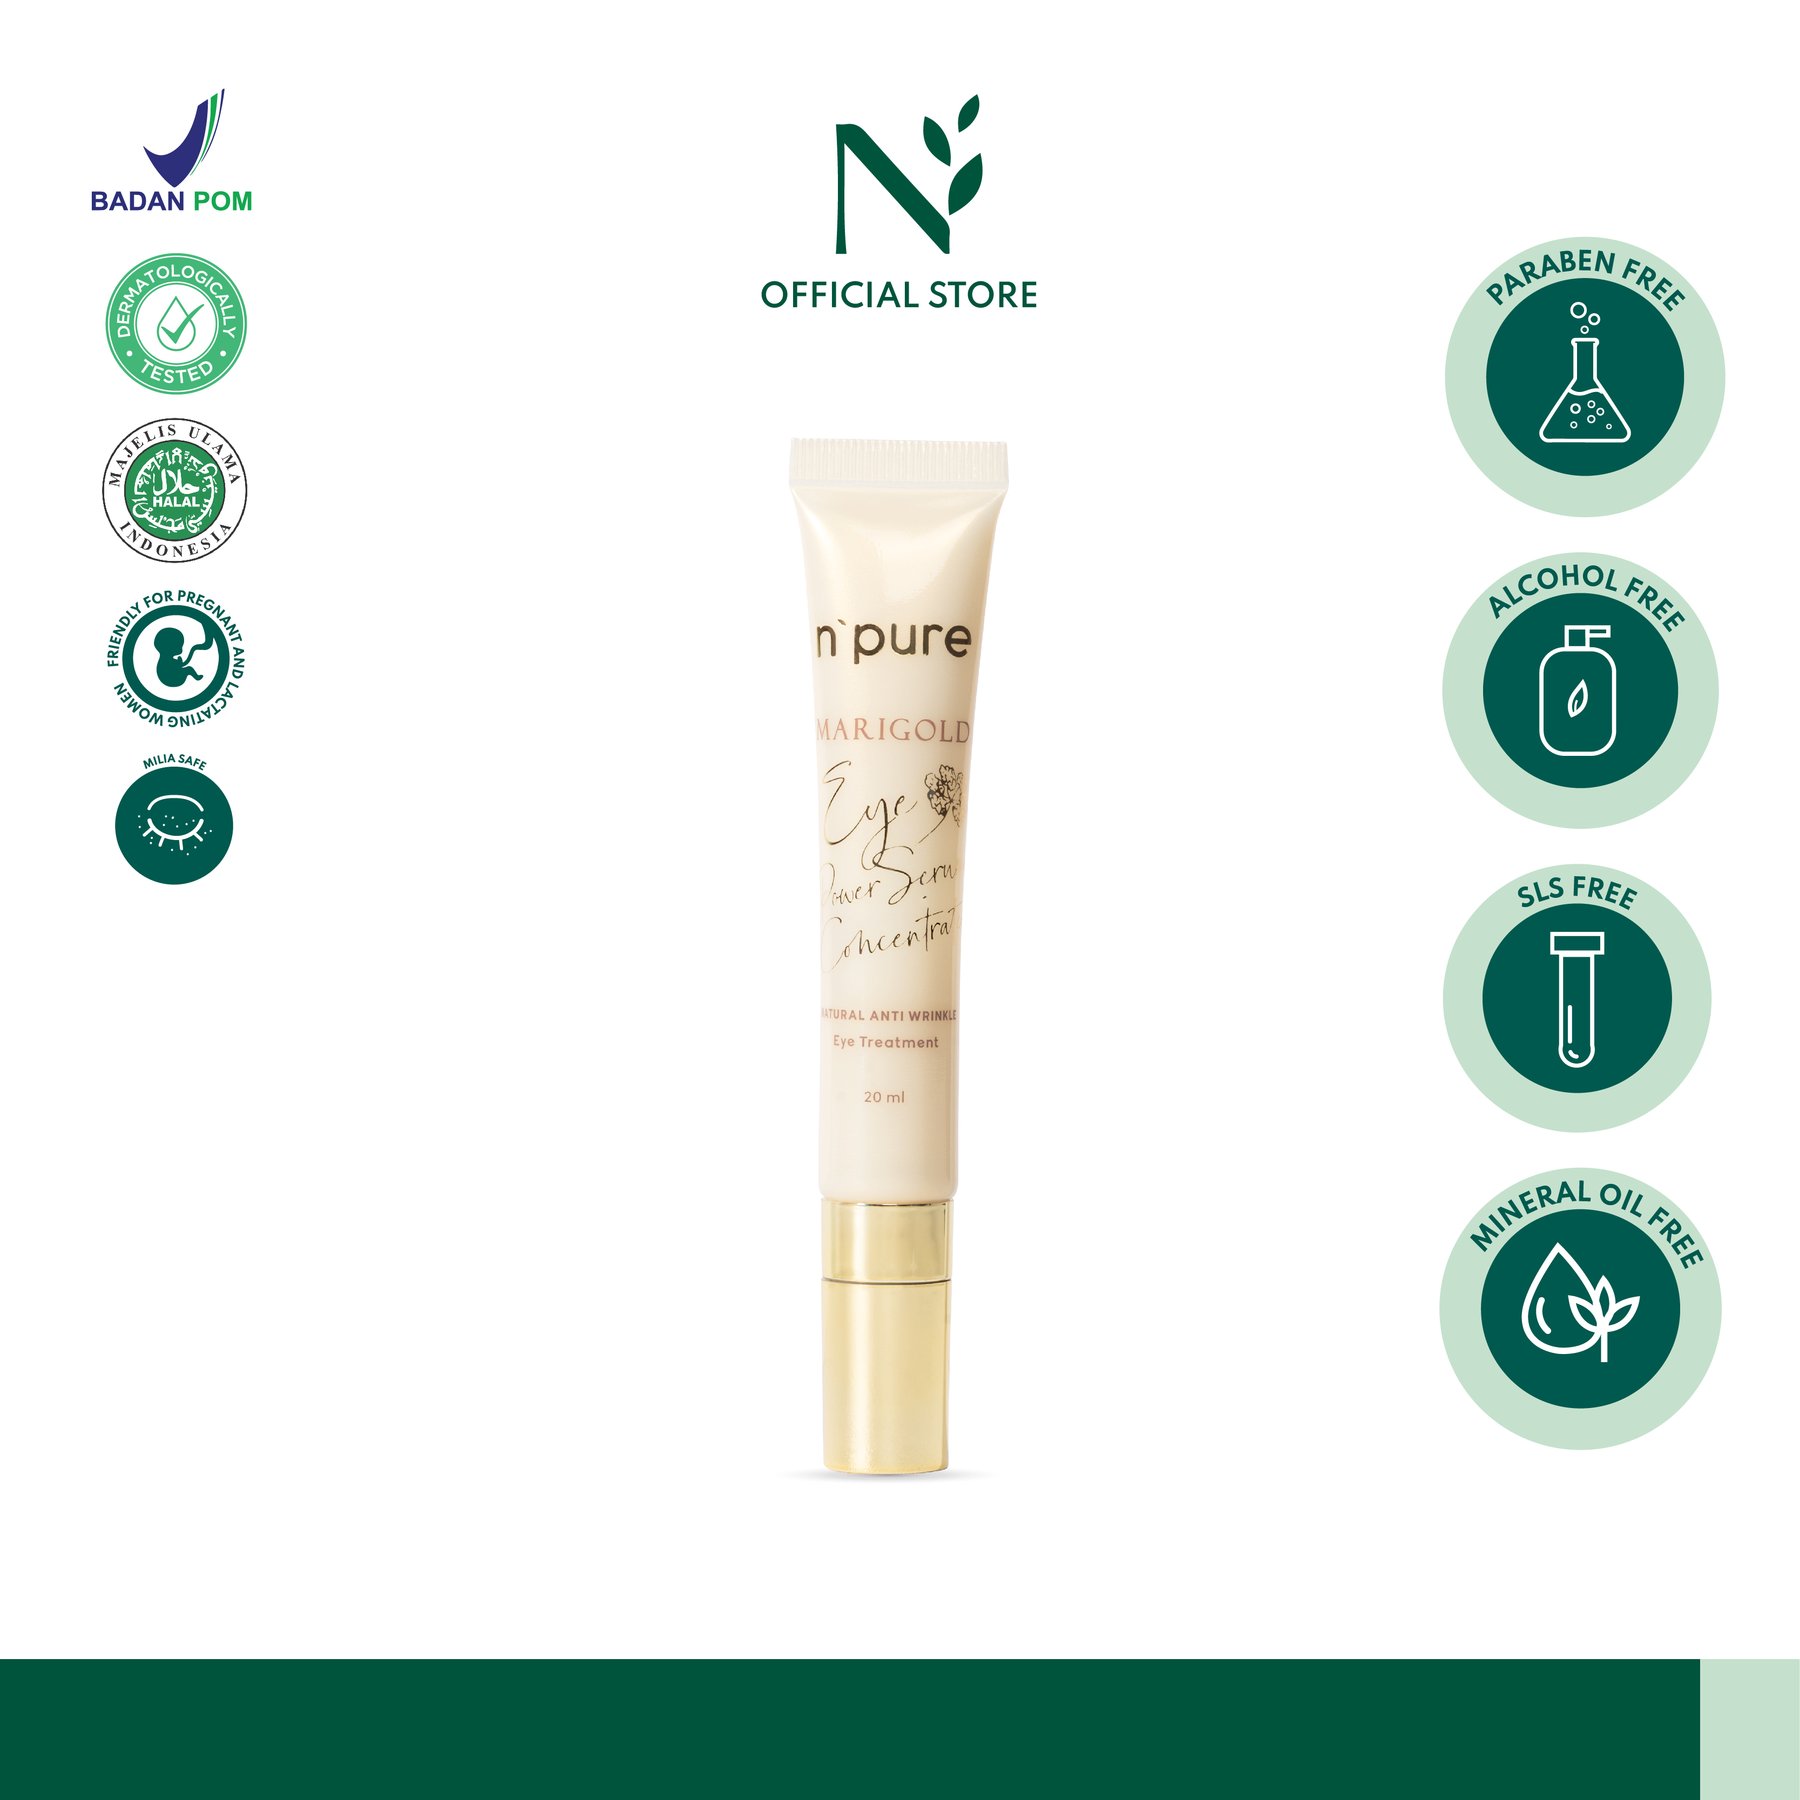 BADAN POM
DERMATOLOGICALLY
TESTED
MAJELIS ULAMA
حلال
HALAL
INDONESIA
FRIENDLY FOR PREGNANT AND LACTATING WOMEN
MILIA SAFE
N
OFFICIAL STORE
n`pure
MARIGOLD
Eye
Power Serum
Concentrate
NATURAL ANTI WRINKLE
Eye Treatment
20 ml
PARABEN FREE
ALCOHOL FREE
SLS FREE
MINERAL OIL FREE